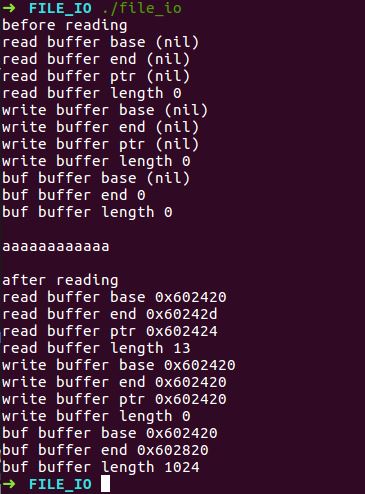 ➜ FILE_IO ./file_io
before reading
read buffer base (nil)
read buffer end (nil)
read buffer ptr (nil)
read buffer length 0
write buffer base (nil)
write buffer end (nil)
write buffer ptr (nil)
write buffer length 0
buf buffer base (nil)
buf buffer end 0
buf buffer length 0
aaaaaaaaaaaa
after reading
read buffer base 0x602420
read buffer end 0x60242d
read buffer ptr 0x602424
read buffer length 13
write buffer base 0x602420
write buffer end 0x602420
write buffer ptr 0x602420
write buffer length 0
buf buffer base 0x602420
buf buffer end 0x602820
buf buffer length 1024
➜ FILE_IO